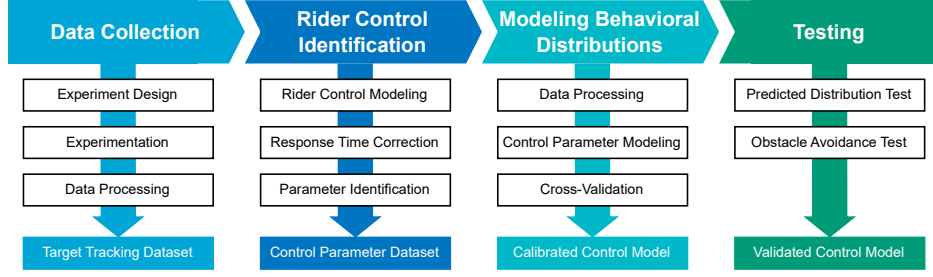 Data Collection
Experiment Design
Experimentation
Data Processing
Target Tracking Dataset
Rider Control
Identification
Rider Control Modeling
Response Time Correction
Parameter Identification
Control Parameter Dataset
Modeling Behavioral
Distributions
Data Processing
Control Parameter Modeling
Cross-Validation
Calibrated Control Model
Testing
Predicted Distribution Test
Obstacle Avoidance Test
Validated Control Model